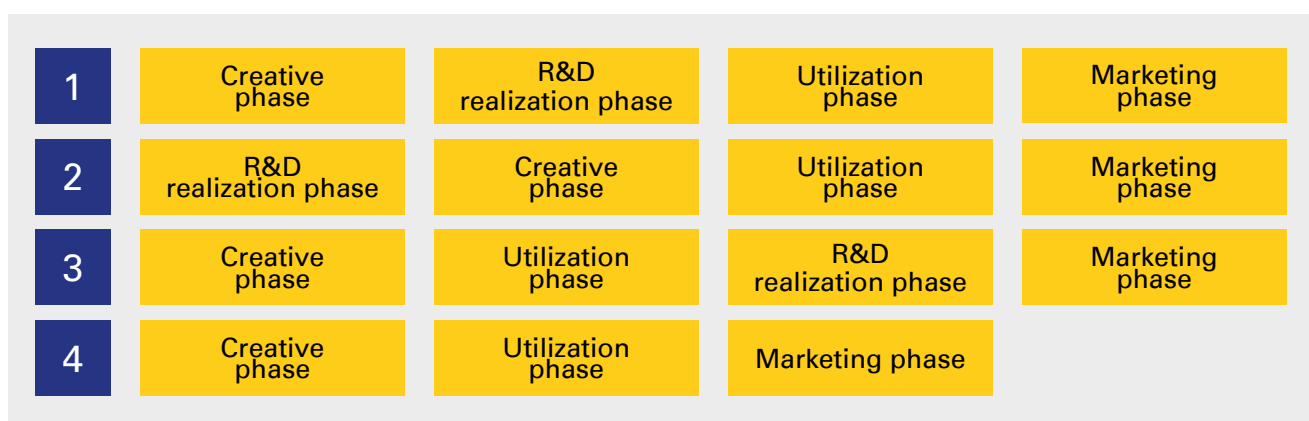 1
Creative
phase
R&D
realization phase
Utilization
phase
Marketing
phase
2
R&D
realization phase
Creative
phase
Utilization
phase
Marketing
phase
3
Creative
phase
Utilization
phase
R&D
realization phase
Marketing
phase
4
Creative
phase
Utilization
phase
Marketing phase